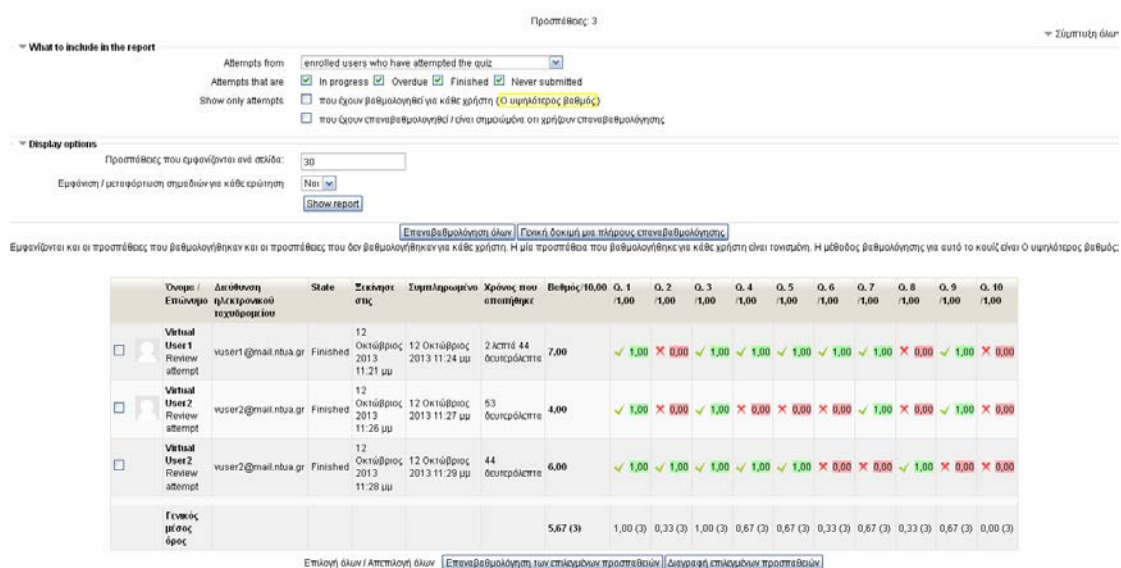 Προσπάθειες: 3
Σύμπτυξη όλων
What to include in the report
Attempts from enrolled users who have attempted the quiz
Attempts that are In progress Overdue Finished Never submitted
Show only attempts που έχουν βαθμολογηθεί για κάθε χρήστη (Ο υψηλότερος βαθμός)
που έχουν επαναβαθμολογηθεί / είναι σημειώμένα οτι χρήζουν επαναβαθμολόγησης
Display options
Προσπάθειες που εμφανίζονται ανά σελίδα: 30
Εμφάνιση / μεταφόρτωση σημαδιών για κάθε ερώτηση Ναι
Show report
Επαναβαθμολόγηση όλων Γενική δοκιμή μια πλήρους επαναβαθμολόγησης
Εμφανίζονται και οι προσπάθειες που βαθμολογήθηκαν και οι προσπάθειες που δεν βαθμολογήθηκαν για κάθε χρήστη. Η μία προσπάθεια που βαθμολογήθηκε για κάθε χρήστη είναι τονισμένη. Η μέθοδος βαθμολόγησης για αυτό το κουίζ είναι Ο υψηλότερος βαθμός;
Όνομα / Διεύθυνση State Ξεκίνησε Συμπληρωμένο Χρόνος που Βαθμός/10,00 Q. 1 Q. 2 Q. 3 Q. 4 Q. 5 Q. 6 Q. 7 Q. 8 Q. 9 Q. 10
Επώνυμο ηλεκτρονικού στις απαιτήθηκε /1,00 /1,00 /1,00 /1,00 /1,00 /1,00 /1,00 /1,00 /1,00 /1,00
ταχυδρομείου
Virtual 12
User1 vuser1@mail.ntua.gr Finished Οκτώβριος 12 Οκτώβριος 2 λεπτά 44 7,00 1,00 0,00 1,00 1,00 1,00 1,00 1,00 0,00 1,00 0,00
Review 2013 2013 11:24 μμ δευτερόλεπτα
attempt 11:21 μμ
Virtual 12
User2 vuser2@mail.ntua.gr Finished Οκτώβριος 12 Οκτώβριος 53 4,00 1,00 0,00 1,00 0,00 0,00 0,00 1,00 0,00 1,00 0,00
Review 2013 2013 11:27 μμ δευτερόλεπτα
attempt 11:26 μμ
Virtual 12
User2 vuser2@mail.ntua.gr Finished Οκτώβριος 12 Οκτώβριος 44 6,00 1,00 1,00 1,00 1,00 1,00 0,00 0,00 1,00 0,00 0,00
Review 2013 2013 11:29 μμ δευτερόλεπτα
attempt 11:28 μμ
Γενικός
μέσος 5,67 (3) 1,00 (3) 0,33 (3) 1,00 (3) 0,67 (3) 0,67 (3) 0,33 (3) 0,67 (3) 0,33 (3) 0,67 (3) 0,00 (3)
όρος
Επιλογή όλων / Αποεπιλογή όλων Επαναβαθμολόγηση των επιλεγμένων προσπαθειών Διαγραφή επιλεγμένων προσπαθειών